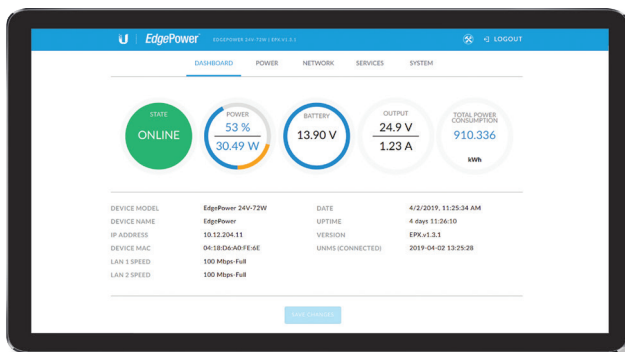 U EdgePower EDGEPOWER 24V-72W | EPX.V1.3.1 LOGOUT
DASHBOARD POWER NETWORK SERVICES SYSTEM
STATE
ONLINE
POWER
53 %
30.49 W
BATTERY
13.90 V
OUTPUT
24.9 V
1.23 A
TOTAL POWER
CONSUMPTION
910.336
kWh
DEVICE MODEL EdgePower 24V-72W DATE 4/2/2019, 11:25:34 AM
DEVICE NAME EdgePower UPTIME 4 days 11:26:10
IP ADDRESS 10.12.204.11 VERSION EPX.v1.3.1
DEVICE MAC 04:18:D6:A0:FE:6E UNMS (CONNECTED) 2019-04-02 13:25:28
LAN 1 SPEED 100 Mbps-Full
LAN 2 SPEED 100 Mbps-Full
SAVE CHANGES